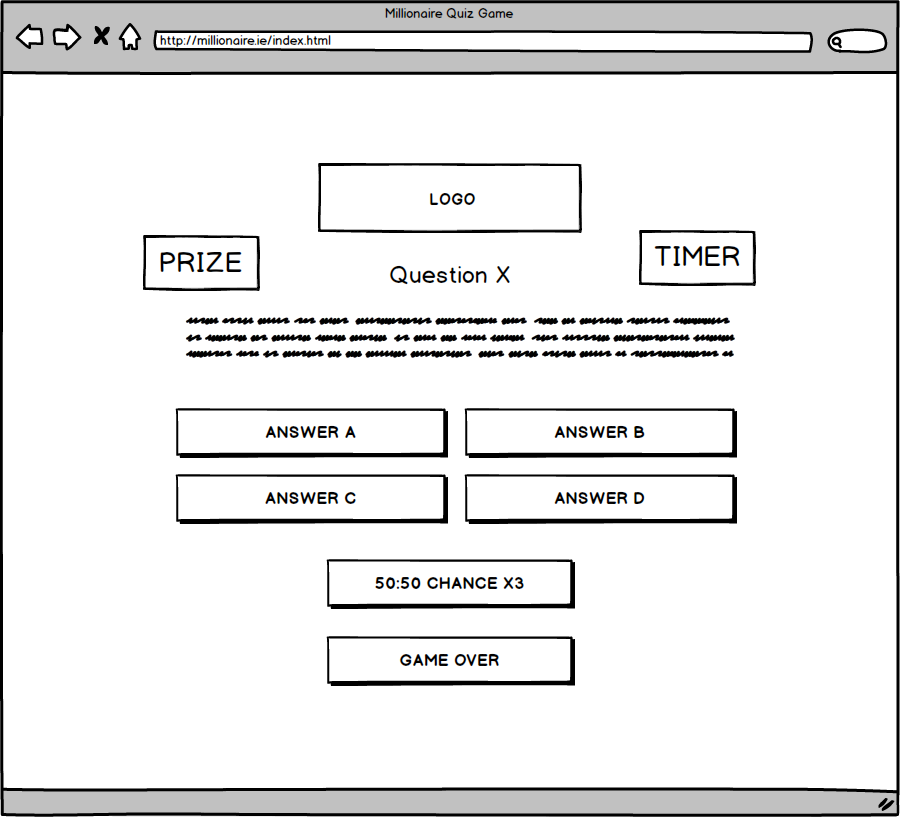 Millionaire Quiz Game
http://millionaire.ie/index.html
LOGO
PRIZE
TIMER
Question X
ANSWER A
ANSWER B
ANSWER C
ANSWER D
50:50 CHANCE X3
GAME OVER